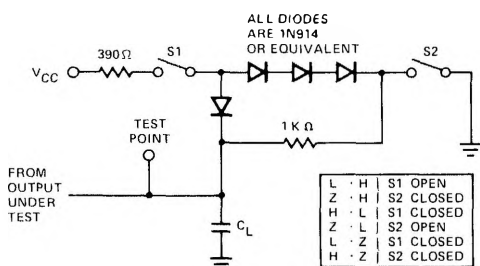 ALL DIODES
ARE 1N914
OR EQUIVALENT
390Ω
S1
S2
VCC
1 KΩ
TEST
POINT
FROM
OUTPUT
UNDER
TEST
CL
L · H | S1 OPEN
Z · H | S2 CLOSED
H · L | S1 CLOSED
Z · L | S2 OPEN
L · Z | S1 CLOSED
H · Z | S2 CLOSED